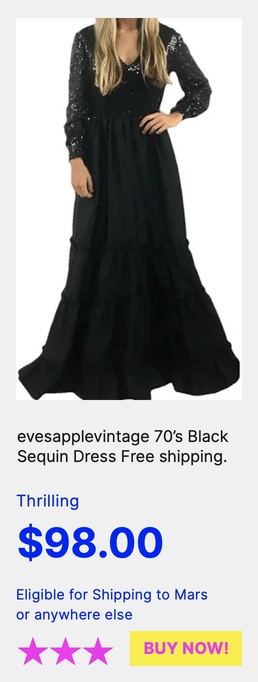 evesapplevintage 70’s Black
Sequin Dress Free shipping.
Thrilling
$98.00
Eligible for Shipping to Mars
or anywhere else
BUY NOW!